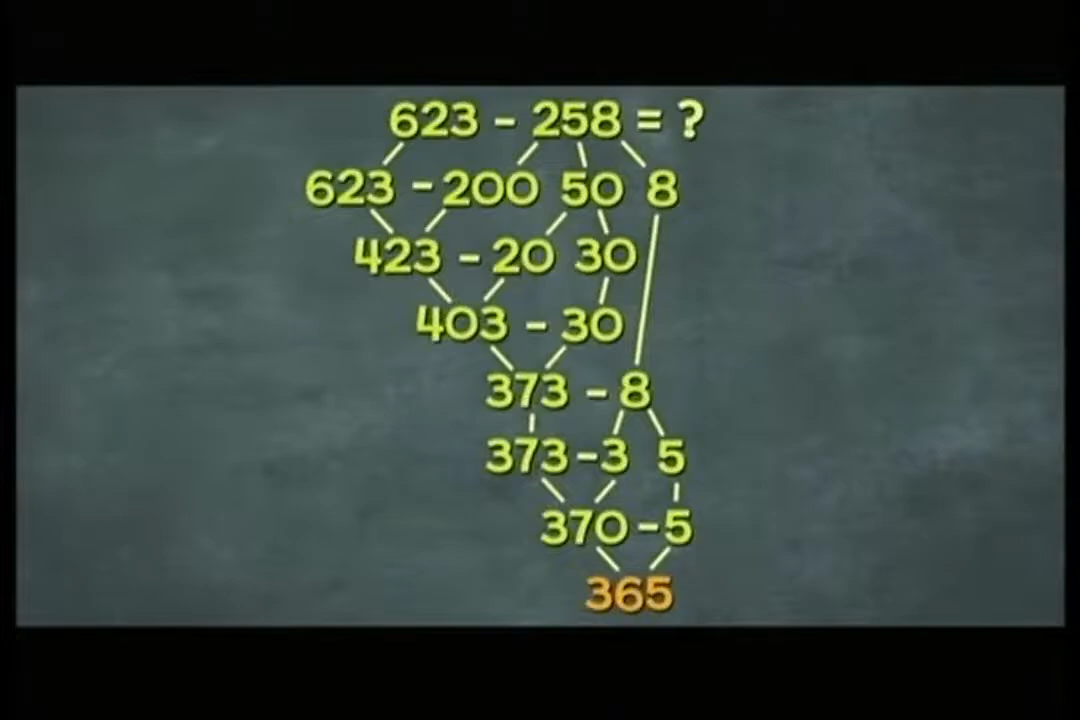 623 - 258 = ?
623 - 200 50 8
423 - 20 30
403 - 30
373 - 8
373 - 3 5
370 - 5
365